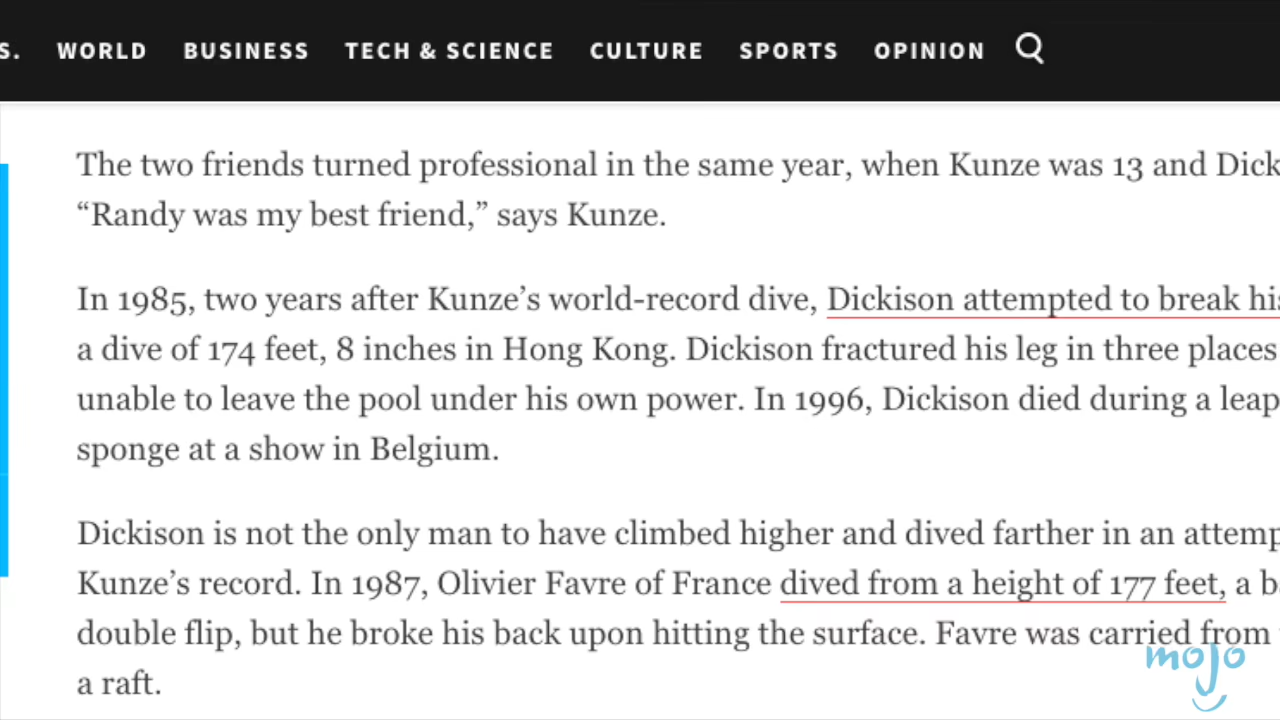 S. WORLD BUSINESS TECH & SCIENCE CULTURE SPORTS OPINION
The two friends turned professional in the same year, when Kunze was 13 and Dick
“Randy was my best friend,” says Kunze.
In 1985, two years after Kunze’s world-record dive, Dickison attempted to break his
a dive of 174 feet, 8 inches in Hong Kong. Dickison fractured his leg in three places
unable to leave the pool under his own power. In 1996, Dickison died during a leap
sponge at a show in Belgium.
Dickison is not the only man to have climbed higher and dived farther in an attemp
Kunze’s record. In 1987, Olivier Favre of France dived from a height of 177 feet, a b
double flip, but he broke his back upon hitting the surface. Favre was carried from
a raft.
mojo